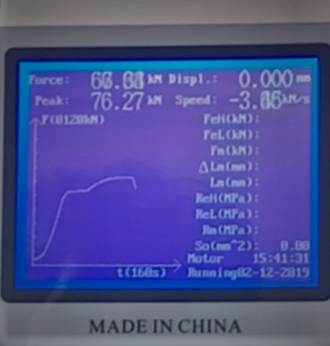 Force: kN Displ.: 0.000 mm
Peak: 76.27 kN Speed: kN/s
F(0120kN) FeH(kN):
FeL(kN):
Fm(kN):
ΔLm(mm):
Lm(mm):
ReH(MPa):
ReL(MPa):
Rm(MPa):
So(mm^2): 0.00
Motor 15:41:31
t(160s) Running02-12-2019
MADE IN CHINA